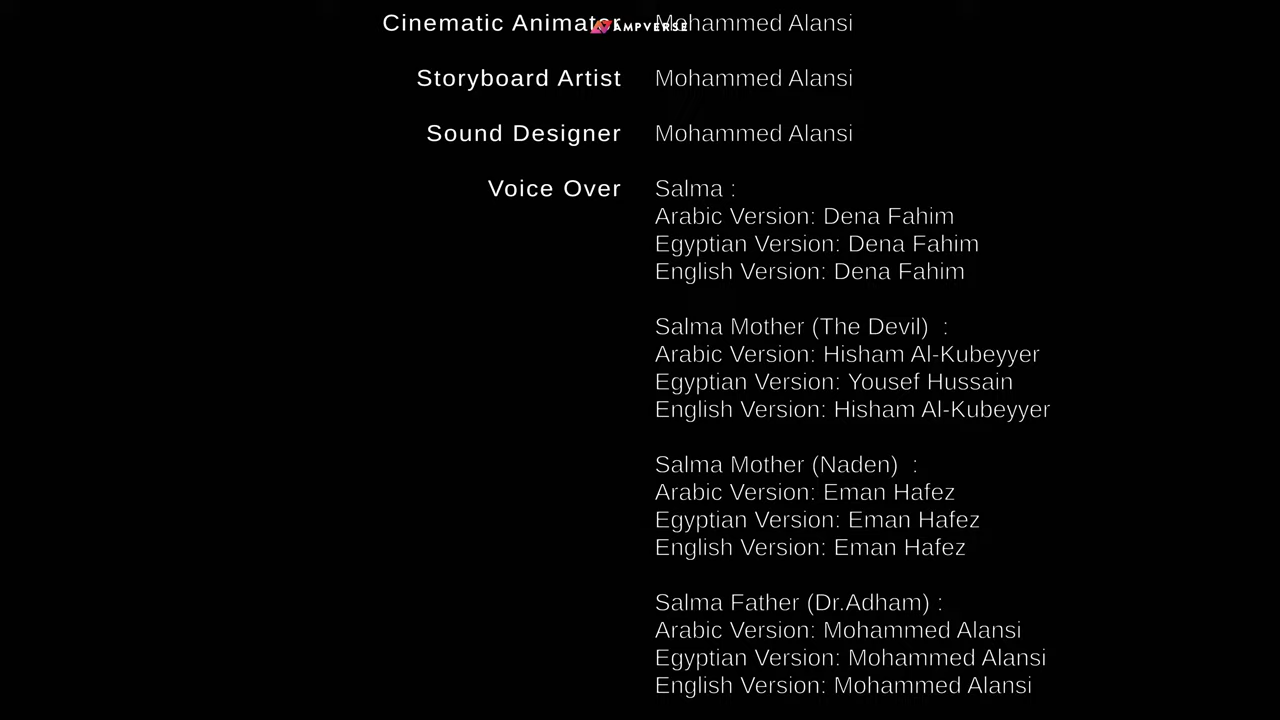 Cinematic Animator Mohammed Alansi
AMPVERSE
Storyboard Artist Mohammed Alansi
Sound Designer Mohammed Alansi
Voice Over Salma :
Arabic Version: Dena Fahim
Egyptian Version: Dena Fahim
English Version: Dena Fahim
Salma Mother (The Devil)  :
Arabic Version: Hisham Al-Kubeyyer
Egyptian Version: Yousef Hussain
English Version: Hisham Al-Kubeyyer
Salma Mother (Naden)  :
Arabic Version: Eman Hafez
Egyptian Version: Eman Hafez
English Version: Eman Hafez
Salma Father (Dr.Adham) :
Arabic Version: Mohammed Alansi
Egyptian Version: Mohammed Alansi
English Version: Mohammed Alansi